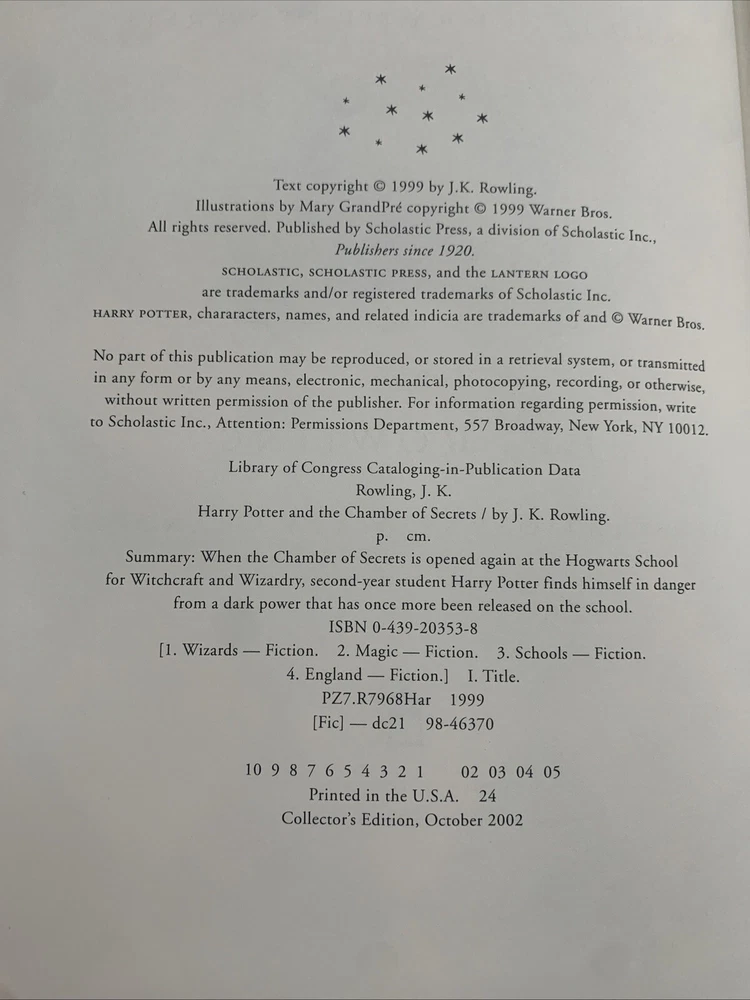 Text copyright © 1999 by J.K. Rowling.
Illustrations by Mary GrandPré copyright © 1999 Warner Bros.
All rights reserved. Published by Scholastic Press, a division of Scholastic Inc.,
Publishers since 1920.
SCHOLASTIC, SCHOLASTIC PRESS, and the LANTERN LOGO
are trademarks and/or registered trademarks of Scholastic Inc.
HARRY POTTER, chararacters, names, and related indicia are trademarks of and © Warner Bros.
No part of this publication may be reproduced, or stored in a retrieval system, or transmitted
in any form or by any means, electronic, mechanical, photocopying, recording, or otherwise,
without written permission of the publisher. For information regarding permission, write
to Scholastic Inc., Attention: Permissions Department, 557 Broadway, New York, NY 10012.
Library of Congress Cataloging-in-Publication Data
Rowling, J. K.
Harry Potter and the Chamber of Secrets / by J. K. Rowling.
p. cm.
Summary: When the Chamber of Secrets is opened again at the Hogwarts School
for Witchcraft and Wizardry, second-year student Harry Potter finds himself in danger
from a dark power that has once more been released on the school.
ISBN 0-439-20353-8
[1. Wizards — Fiction. 2. Magic — Fiction. 3. Schools — Fiction.
4. England — Fiction.] I. Title.
PZ7.R7968Har 1999
[Fic] — dc21 98-46370
10 9 8 7 6 5 4 3 2 1 02 03 04 05
Printed in the U.S.A. 24
Collector's Edition, October 2002